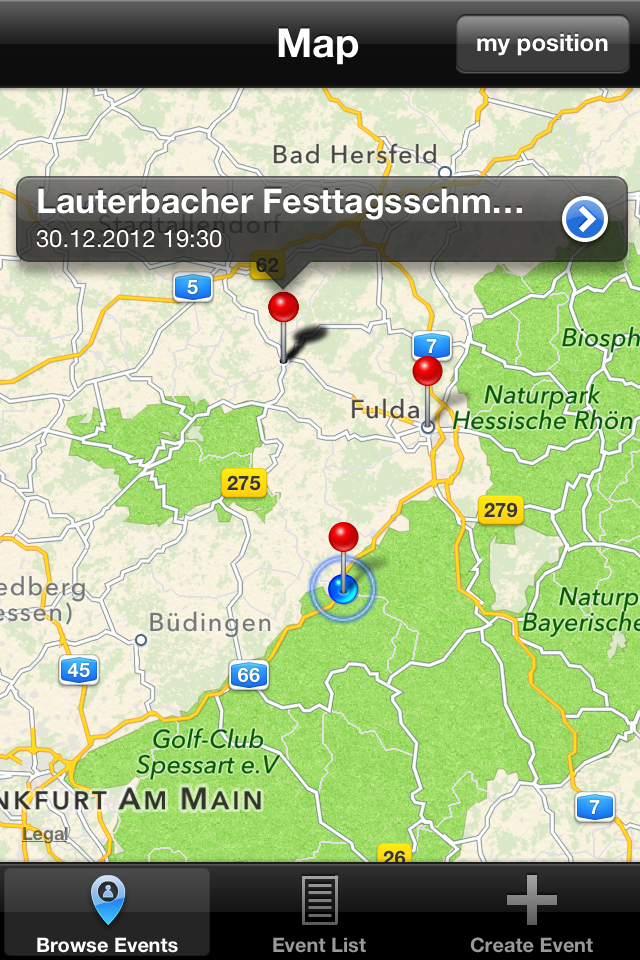 Map
my position
Bad Hersfeld
Lauterbacher Festtagsschm...
Stadtallendorf
30.12.2012 19:30
62
5
7
Biosph
Fulda
Naturpark
Hessische Rhön
275
279
edberg
essen)
Naturp
Bayerische
Büdingen
45
66
Golf-Club
Spessart e.V
NKFURT AM MAIN
7
Legal
26
Browse Events
Event List
Create Event